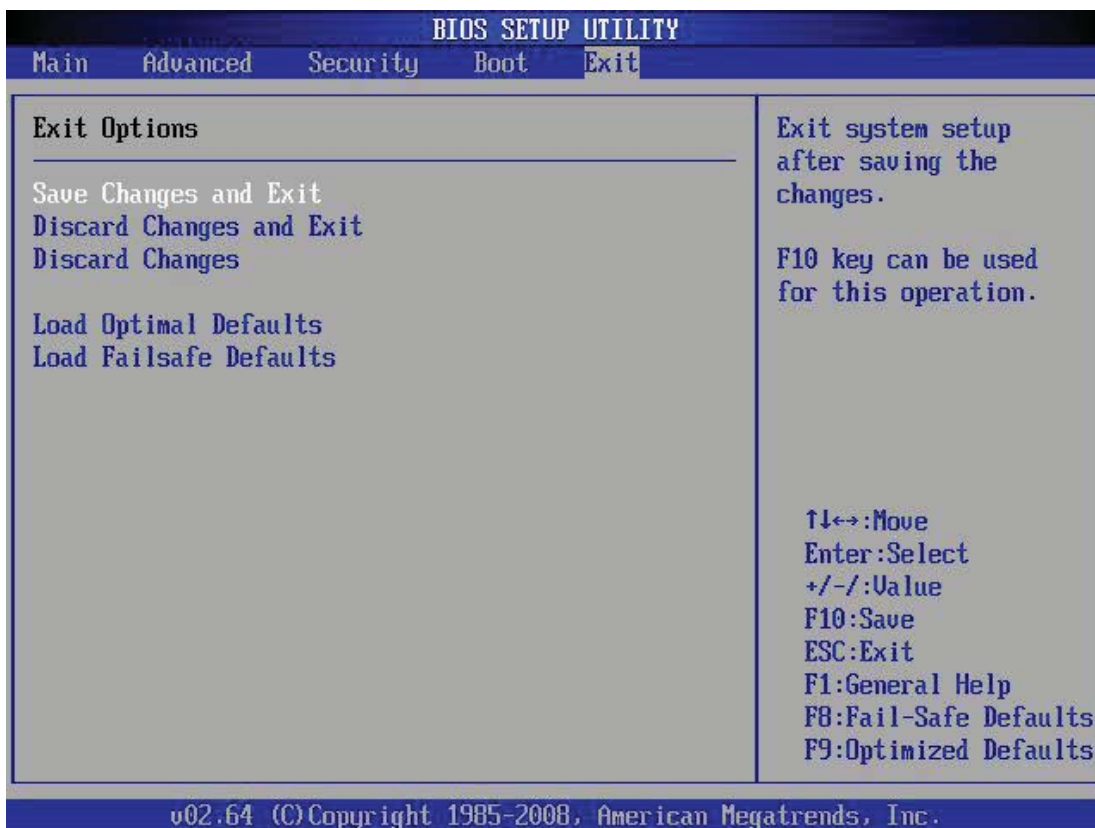 BIOS SETUP UTILITY
Main Advanced Security Boot Exit
Exit Options
Save Changes and Exit
Discard Changes and Exit
Discard Changes
Load Optimal Defaults
Load Failsafe Defaults
Exit system setup
after saving the
changes.
F10 key can be used
for this operation.
↑↓←→:Move
Enter:Select
+/-/:Value
F10:Save
ESC:Exit
F1:General Help
F8:Fail-Safe Defaults
F9:Optimized Defaults
v02.64 (C)Copyright 1985-2008, American Megatrends, Inc.